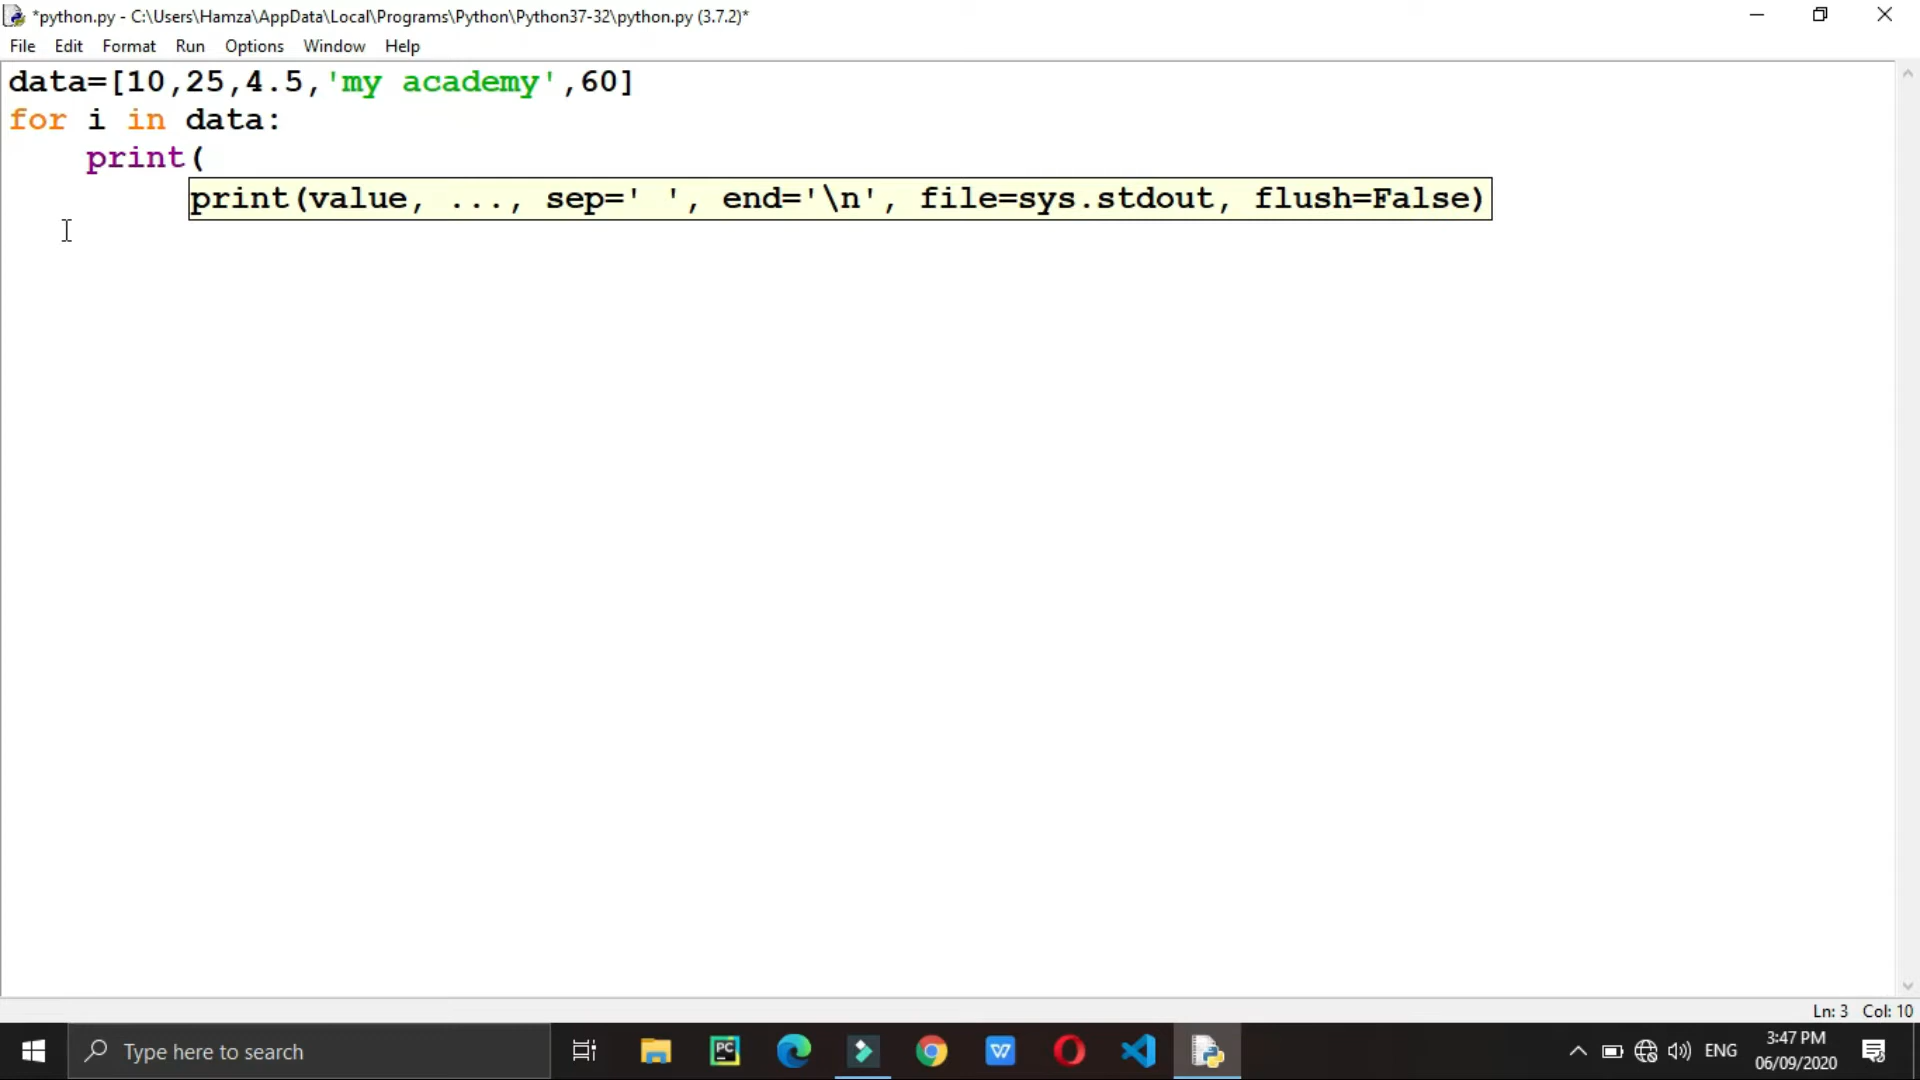 *python.py - C:\Users\Hamza\AppData\Local\Programs\Python\Python37-32\python.py (3.7.2)*
File Edit Format Run Options Window Help
data=[10,25,4.5,'my academy',60]
for i in data:
    print(
print(value, ..., sep=' ', end='\n', file=sys.stdout, flush=False)
Ln: 3 Col: 10
Type here to search
PC
W
ENG
3:47 PM
06/09/2020